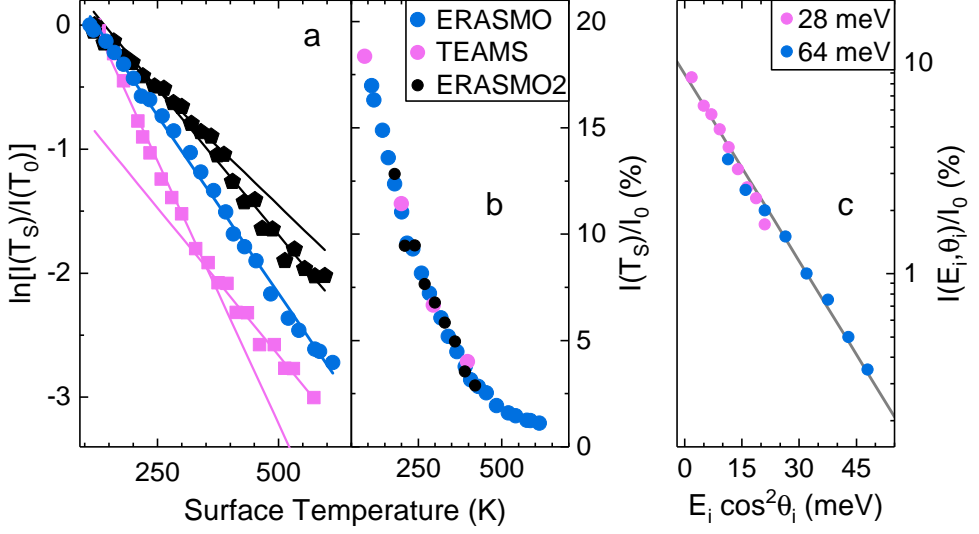 0
-1
-2
-3
ln[I(T_S)/I(T_0)]
a
250
500
Surface Temperature (K)
ERASMO
TEAMS
ERASMO2
b
250
500
20
15
10
5
0
I(T_S)/I_0 (%)
28 meV
64 meV
c
10
1
I(E_i,θ_i)/I_0 (%)
0
15
30
45
E_i cos²θ_i (meV)